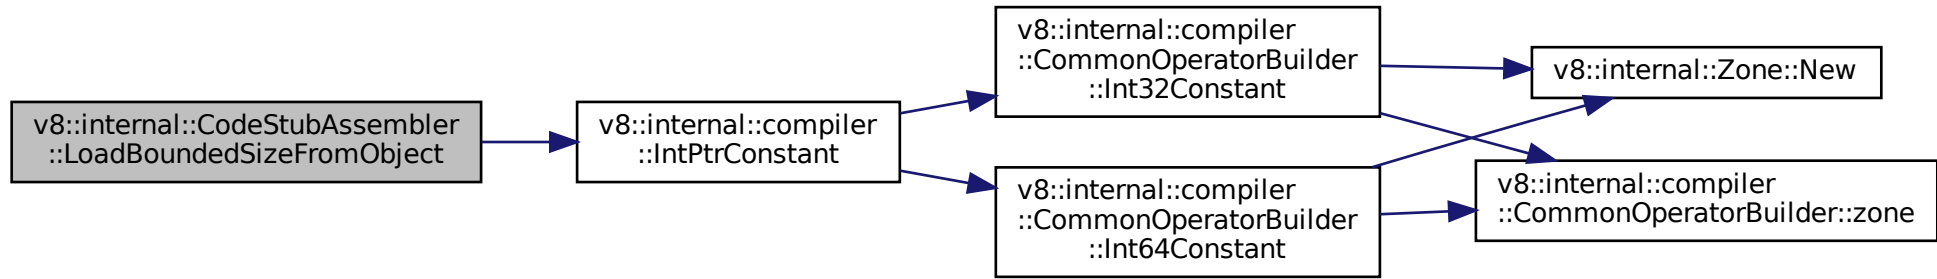 v8::internal::CodeStubAssembler
::LoadBoundedSizeFromObject
v8::internal::compiler
::IntPtrConstant
v8::internal::compiler
::CommonOperatorBuilder
::Int32Constant
v8::internal::compiler
::CommonOperatorBuilder
::Int64Constant
v8::internal::Zone::New
v8::internal::compiler
::CommonOperatorBuilder::zone